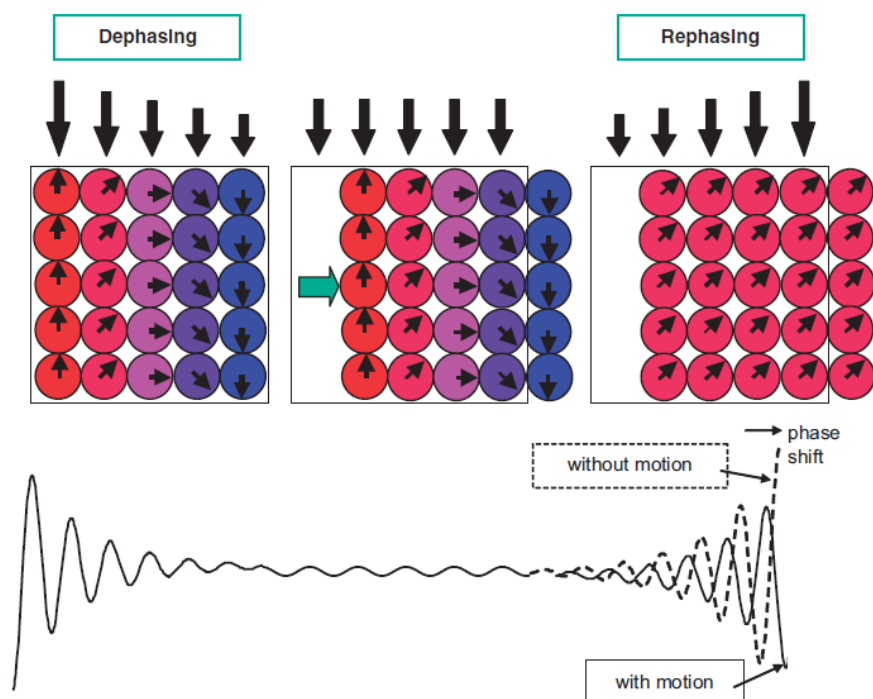 Dephasing
Rephasing
phase
shift
without motion
with motion